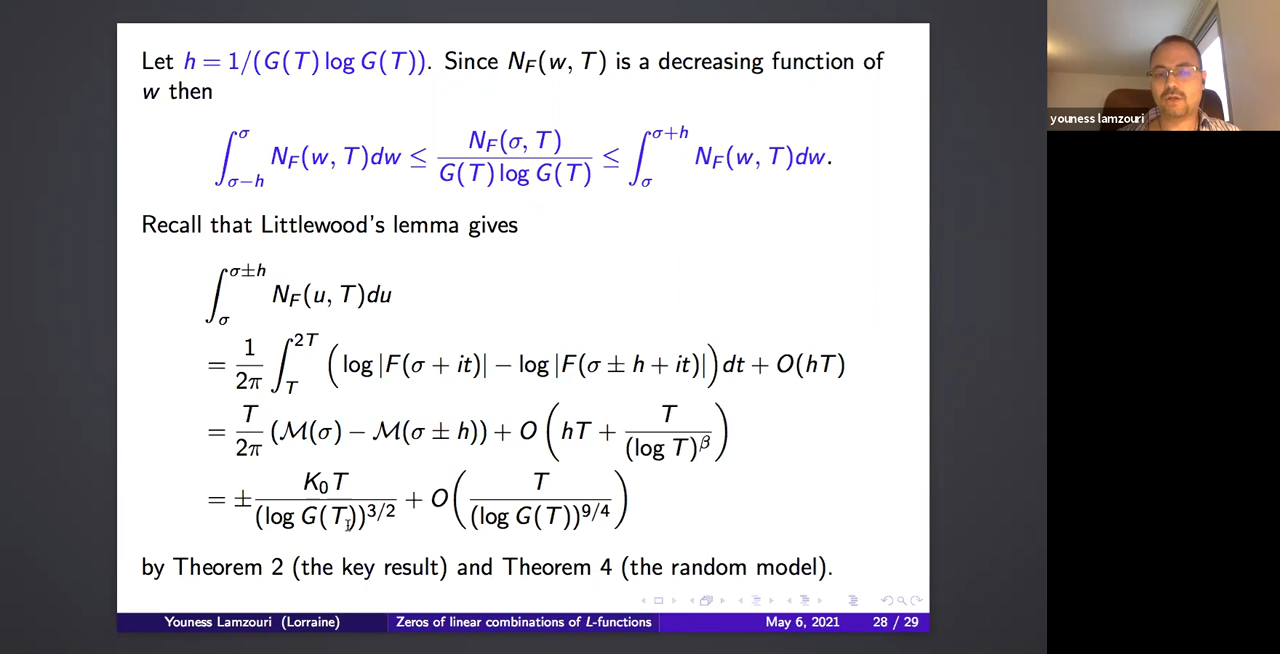 Let h = 1/(G(T) log G(T)). Since N_F(w, T) is a decreasing function of
w then
∫_{σ−h}^{σ} N_F(w, T)dw ≤ N_F(σ, T) / (G(T) log G(T)) ≤ ∫_{σ}^{σ+h} N_F(w, T)dw.
Recall that Littlewood's lemma gives
∫_{σ}^{σ±h} N_F(u, T)du
= 1/2π ∫_{T}^{2T} (log |F(σ + it)| − log |F(σ ± h + it)|) dt + O(hT)
= T/2π (M(σ) − M(σ ± h)) + O(hT + T/(log T)^β)
= ± K_0 T/(log G(T))^{3/2} + O(T/(log G(T))^{9/4})
by Theorem 2 (the key result) and Theorem 4 (the random model).
Youness Lamzouri (Lorraine) Zeros of linear combinations of L-functions May 6, 2021 28 / 29
youness lamzouri